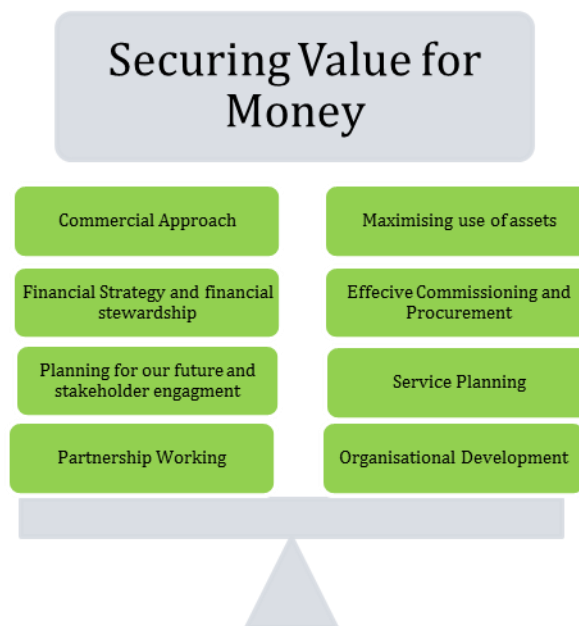 Securing Value for
Money
Commercial Approach
Maximising use of assets
Financial Strategy and financial
stewardship
Effecive Commissioning and
Procurement
Planning for our future and
stakeholder engagment
Service Planning
Partnership Working
Organisational Development